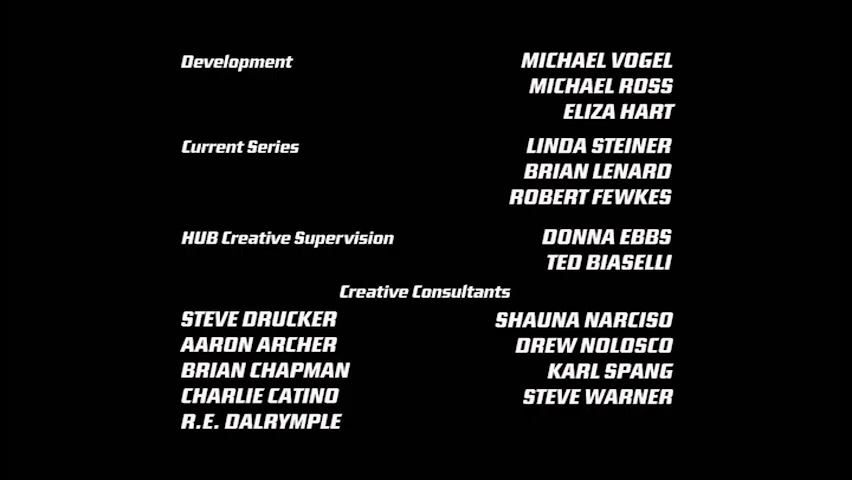 Development MICHAEL VOGEL
MICHAEL ROSS
ELIZA HART
Current Series LINDA STEINER
BRIAN LENARD
ROBERT FEWKES
HUB Creative Supervision DONNA EBBS
TED BIASELLI
Creative Consultants
STEVE DRUCKER SHAUNA NARCISO
AARON ARCHER DREW NOLOSCO
BRIAN CHAPMAN KARL SPANG
CHARLIE CATINO STEVE WARNER
R.E. DALRYMPLE